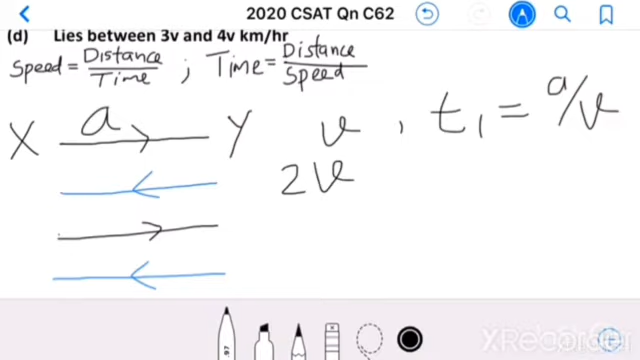 2020 CSAT Qn C62
(d) Lies between 3v and 4v km/hr
Speed = Distance/Time ; Time = Distance/Speed
X a Y v , t₁ = a/v
2v
.97
XRecorder